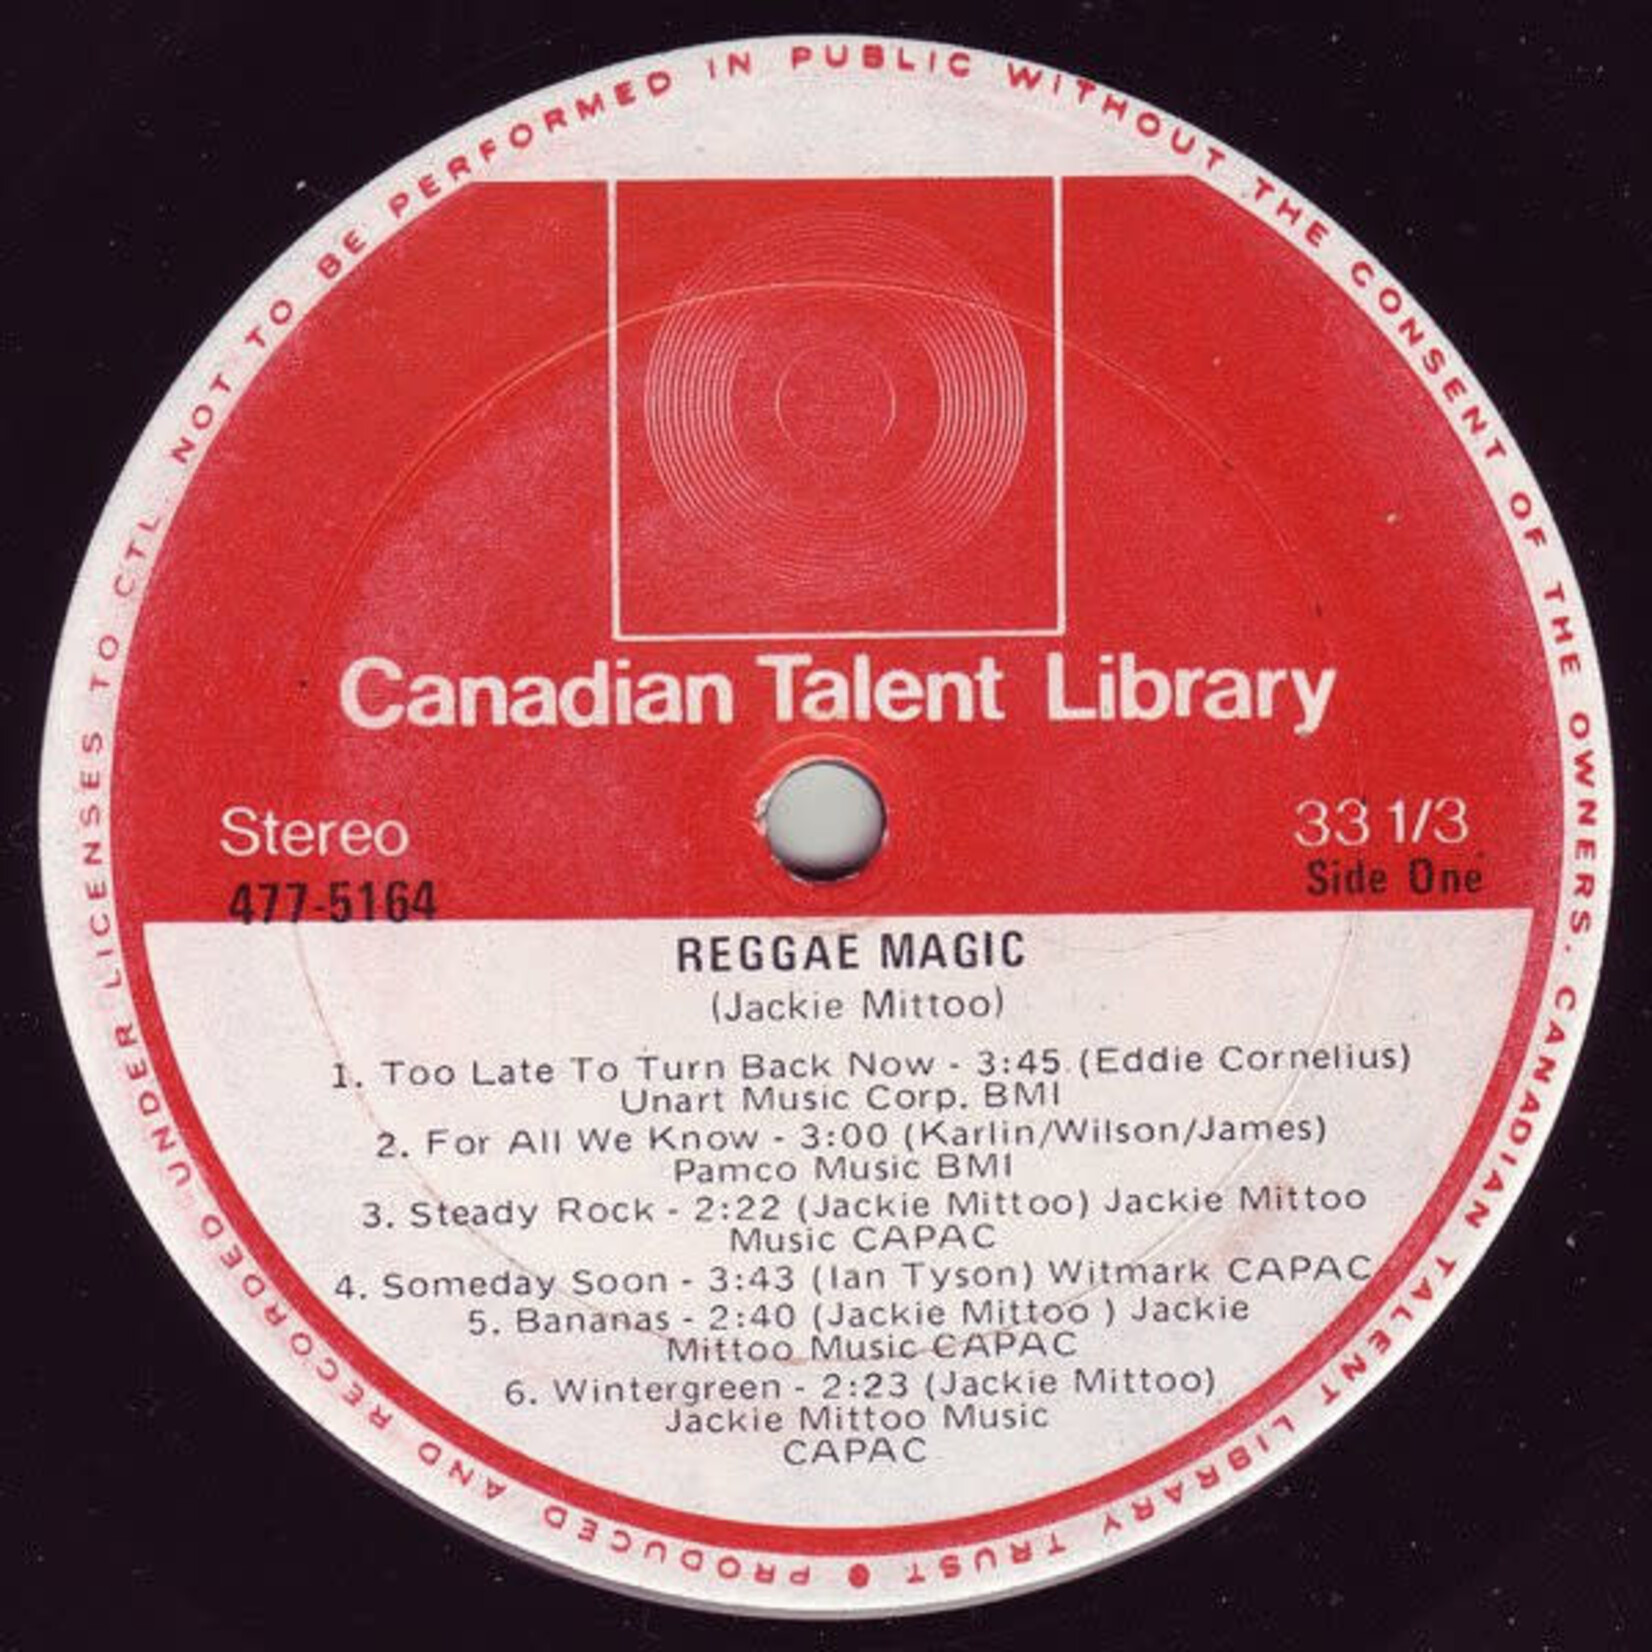 PRODUCED AND RECORDED UNDER LICENSES TO CTL. NOT TO BE PERFORMED IN PUBLIC WITHOUT THE CONSENT OF THE OWNERS. CANADIAN TALENT LIBRARY TRUST
Canadian Talent Library
Stereo
33 1/3
477-5164
Side One
REGGAE MAGIC
(Jackie Mittoo)
1. Too Late To Turn Back Now - 3:45 (Eddie Cornelius)
Unart Music Corp. BMI
2. For All We Know - 3:00 (Karlin/Wilson/James)
Pamco Music BMI
3. Steady Rock - 2:22 (Jackie Mittoo) Jackie Mittoo
Music CAPAC
4. Someday Soon - 3:43 (Ian Tyson) Witmark CAPAC
5. Bananas - 2:40 (Jackie Mittoo ) Jackie
Mittoo Music CAPAC
6. Wintergreen - 2:23 (Jackie Mittoo)
Jackie Mittoo Music
CAPAC